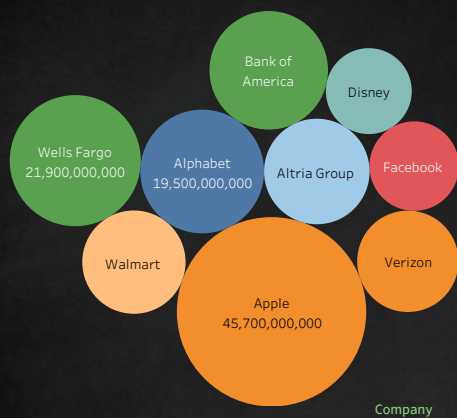 Bank of
America
Disney
Wells Fargo
21,900,000,000
Alphabet
19,500,000,000
Altria Group
Facebook
Walmart
Verizon
Apple
45,700,000,000
Company